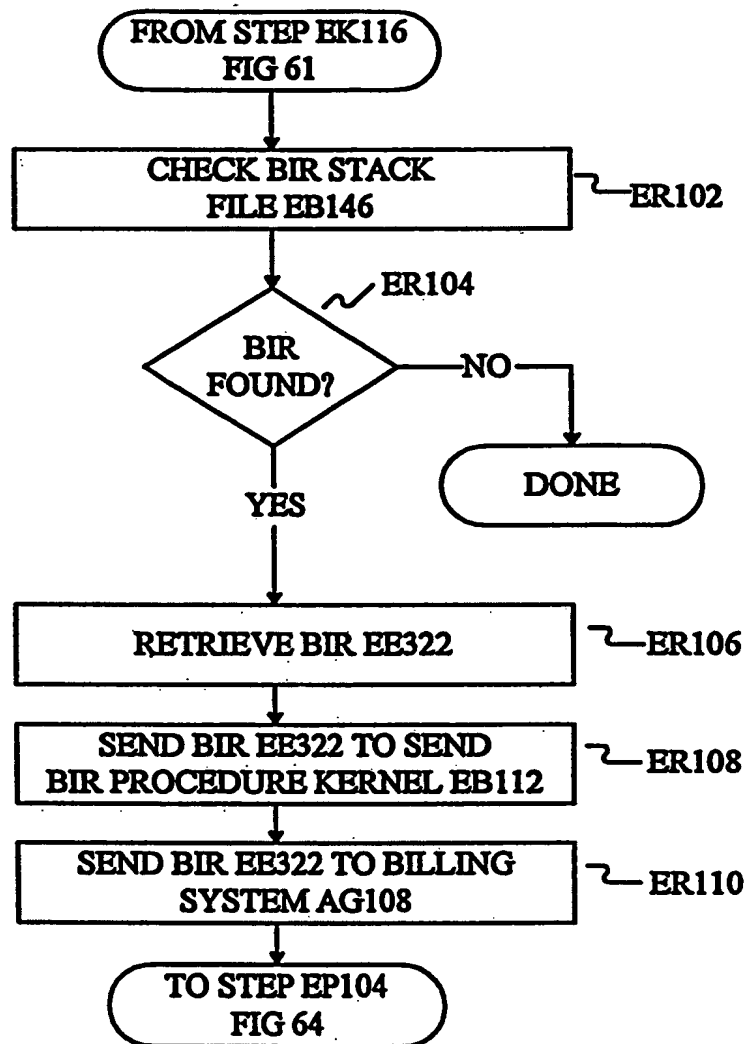 FROM STEP EK116
FIG 61
CHECK BIR STACK
FILE EB146
ER102
ER104
BIR
FOUND?
NO
DONE
YES
RETRIEVE BIR EE322
ER106
SEND BIR EE322 TO SEND
BIR PROCEDURE KERNEL EB112
ER108
SEND BIR EE322 TO BILLING
SYSTEM AG108
ER110
TO STEP EP104
FIG 64